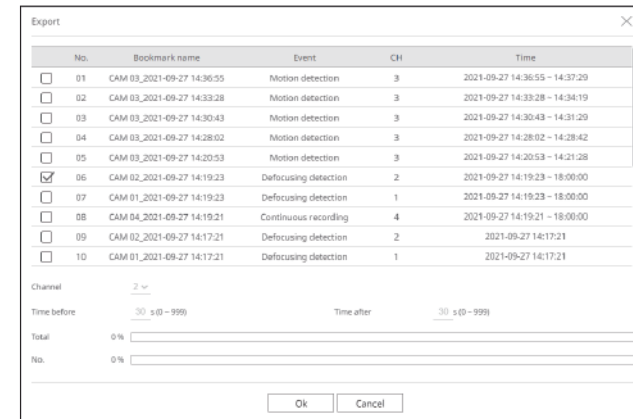 Export
No. Bookmark name Event CH Time
01 CAM 03_2021-09-27 14:36:55 Motion detection 3 2021-09-27 14:36:55 ~ 14:37:29
02 CAM 03_2021-09-27 14:33:28 Motion detection 3 2021-09-27 14:33:28 ~ 14:34:19
03 CAM 03_2021-09-27 14:30:43 Motion detection 3 2021-09-27 14:30:43 ~ 14:31:29
04 CAM 03_2021-09-27 14:28:02 Motion detection 3 2021-09-27 14:28:02 ~ 14:28:42
05 CAM 03_2021-09-27 14:20:53 Motion detection 3 2021-09-27 14:20:53 ~ 14:21:28
06 CAM 02_2021-09-27 14:19:23 Defocusing detection 2 2021-09-27 14:19:23 ~ 18:00:00
07 CAM 01_2021-09-27 14:19:23 Defocusing detection 1 2021-09-27 14:19:23 ~ 18:00:00
08 CAM 04_2021-09-27 14:19:21 Continuous recording 4 2021-09-27 14:19:21 ~ 18:00:00
09 CAM 02_2021-09-27 14:17:21 Defocusing detection 2 2021-09-27 14:17:21
10 CAM 01_2021-09-27 14:17:21 Defocusing detection 1 2021-09-27 14:17:21
Channel 2
Time before 30 s (0 ~ 999) Time after 30 s (0 ~ 999)
Total 0 %
No. 0 %
Ok Cancel